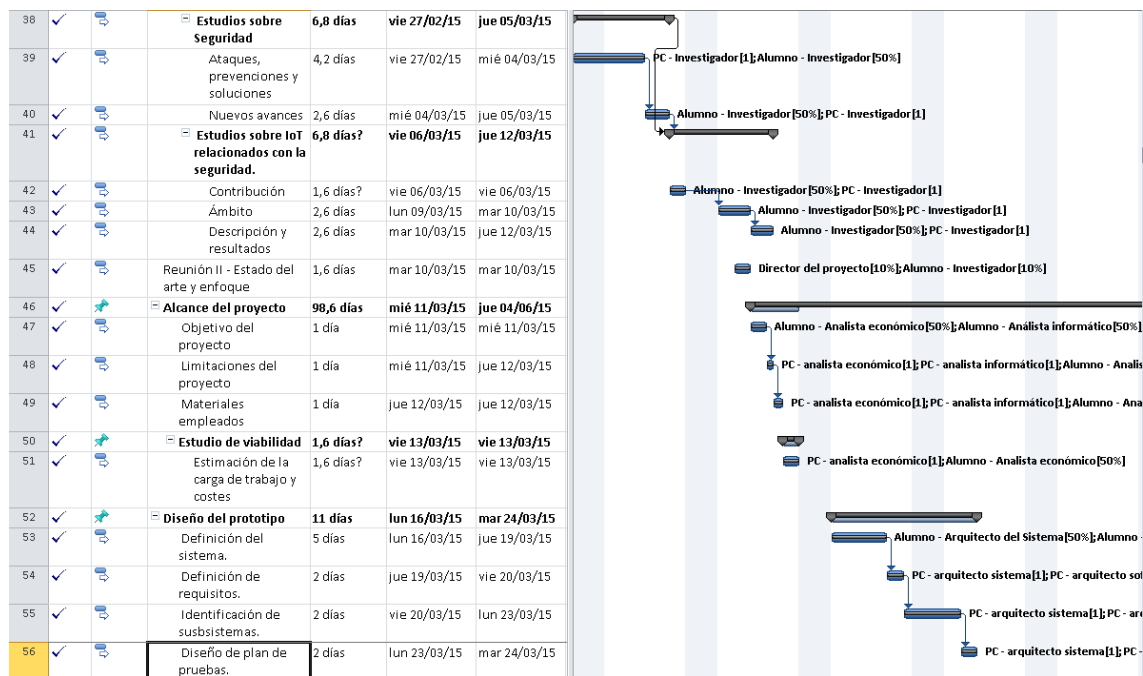 38 Estudios sobre 6,8 días vie 27/02/15 jue 05/03/15
Seguridad
39 Ataques, 4,2 días vie 27/02/15 mié 04/03/15 PC - Investigador[1];Alumno - Investigador[50%]
prevenciones y
soluciones
40 Nuevos avances 2,6 días mié 04/03/15 jue 05/03/15 Alumno - Investigador[50%];PC - Investigador[1]
41 Estudios sobre IoT 6,8 días? vie 06/03/15 jue 12/03/15
relacionados con la
seguridad.
42 Contribución 1,6 días? vie 06/03/15 vie 06/03/15 Alumno - Investigador[50%];PC - Investigador[1]
43 Ámbito 2,6 días lun 09/03/15 mar 10/03/15 Alumno - Investigador[50%];PC - Investigador[1]
44 Descripción y 2,6 días mar 10/03/15 jue 12/03/15 Alumno - Investigador[50%];PC - Investigador[1]
resultados
45 Reunión II - Estado del 1,6 días mar 10/03/15 mar 10/03/15 Director del proyecto[10%];Alumno - Investigador[10%]
arte y enfoque
46 Alcance del proyecto 98,6 días mié 11/03/15 jue 04/06/15
47 Objetivo del 1 día mié 11/03/15 mié 11/03/15 Alumno - Analista económico[50%];Alumno - Análista informático[50%]
proyecto
48 Limitaciones del 1 día mié 11/03/15 jue 12/03/15 PC - analista económico[1];PC - analista informático[1];Alumno - Analis
proyecto
49 Materiales 1 día jue 12/03/15 jue 12/03/15 PC - analista económico[1];PC - analista informático[1];Alumno - Ana
empleados
50 Estudio de viabilidad 1,6 días? vie 13/03/15 vie 13/03/15
51 Estimación de la 1,6 días? vie 13/03/15 vie 13/03/15 PC - analista económico[1];Alumno - Analista económico[50%]
carga de trabajo y
costes
52 Diseño del prototipo 11 días lun 16/03/15 mar 24/03/15
53 Definición del 5 días lun 16/03/15 jue 19/03/15 Alumno - Arquitecto del Sistema[50%];Alumno -
sistema.
54 Definición de 2 días jue 19/03/15 vie 20/03/15 PC - arquitecto sistema[1];PC - arquitecto sof
requisitos.
55 Identificación de 2 días vie 20/03/15 lun 23/03/15 PC - arquitecto sistema[1];PC - arq
susbsistemas.
56 Diseño de plan de 2 días lun 23/03/15 mar 24/03/15 PC - arquitecto sistema[1];PC -
pruebas.